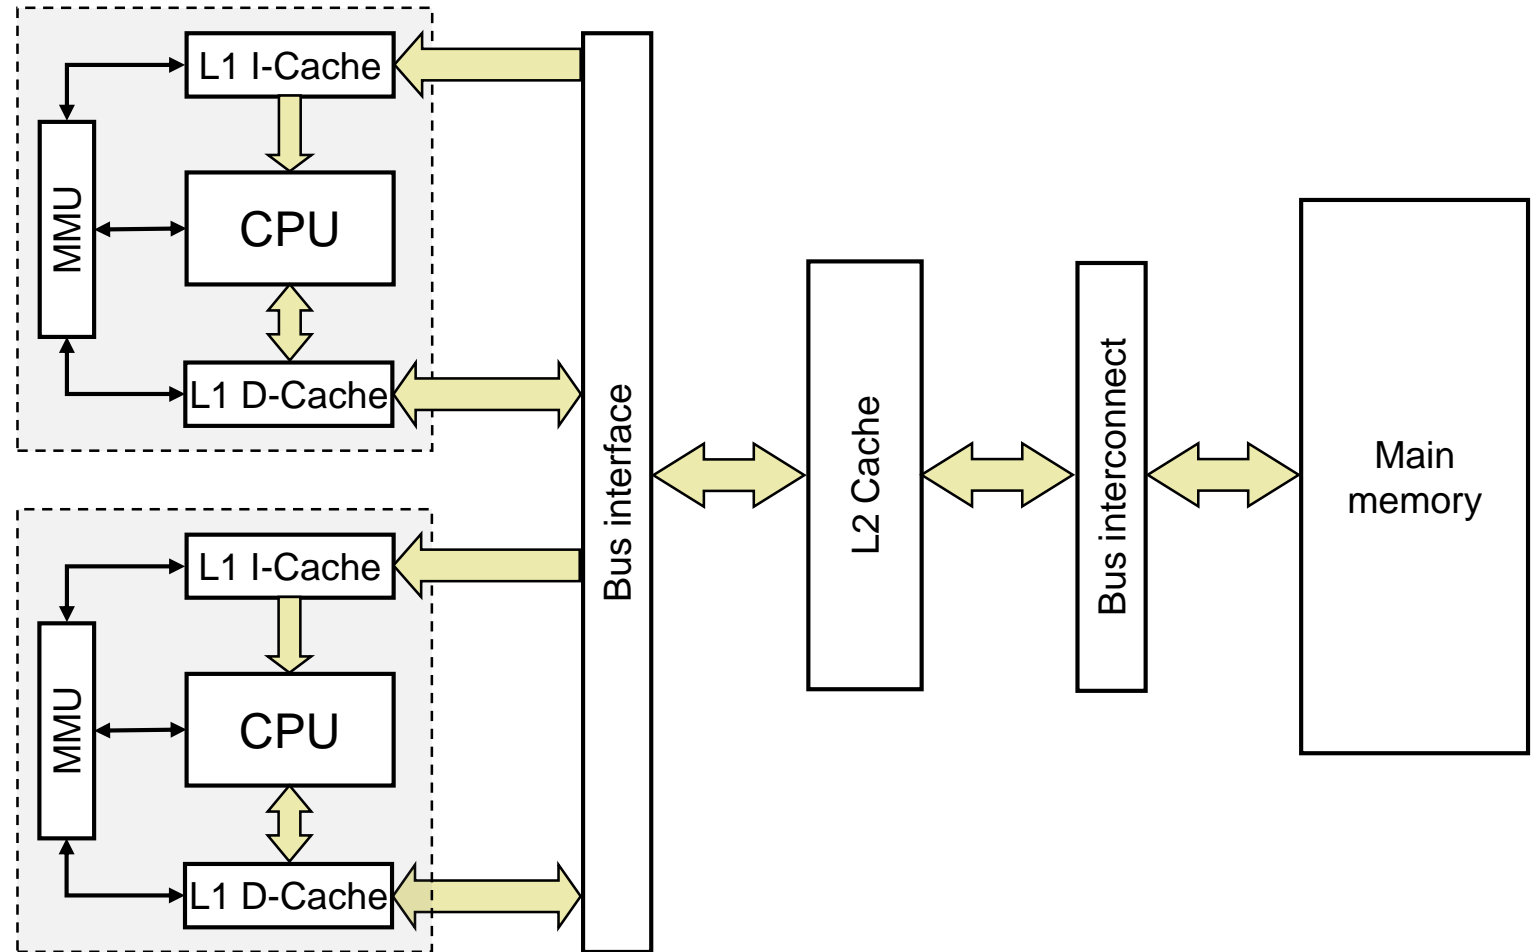 L1 I-Cache
MMU
CPU
L1 D-Cache
L1 I-Cache
MMU
CPU
L1 D-Cache
Bus interface
L2 Cache
Bus interconnect
Main
memory